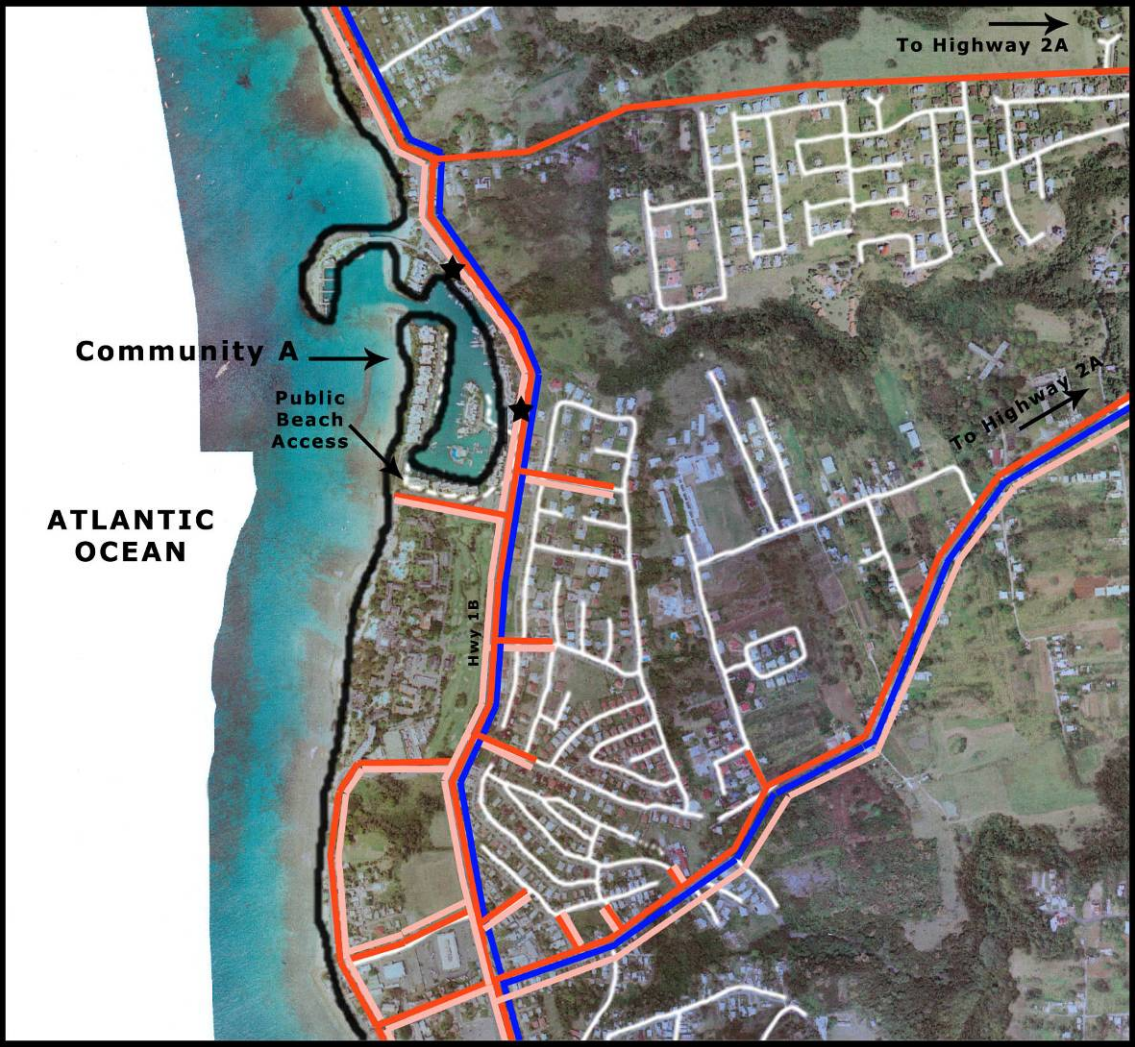 To Highway 2A
Community A
Public
Beach
Access
To Highway 2A
ATLANTIC
OCEAN
Hwy 1B